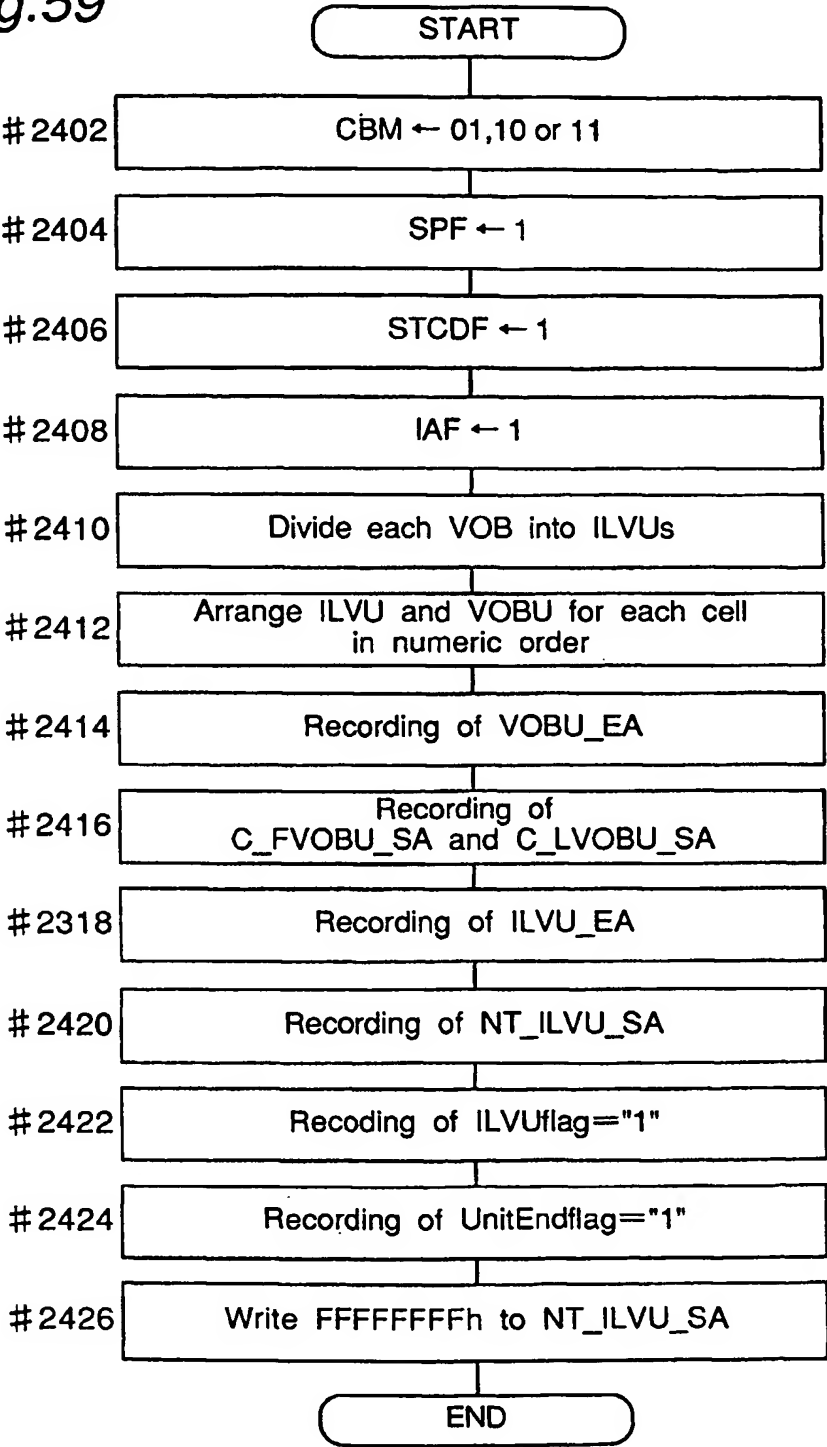 g.59
START
#2402
CBM ← 01,10 or 11
#2404
SPF ← 1
#2406
STCDF ← 1
#2408
IAF ← 1
#2410
Divide each VOB into ILVUs
#2412
Arrange ILVU and VOBU for each cell
in numeric order
#2414
Recording of VOBU_EA
#2416
Recording of
C_FVOBU_SA and C_LVOBU_SA
#2318
Recording of ILVU_EA
#2420
Recording of NT_ILVU_SA
#2422
Recoding of ILVUflag="1"
#2424
Recording of UnitEndflag="1"
#2426
Write FFFFFFFFh to NT_ILVU_SA
END